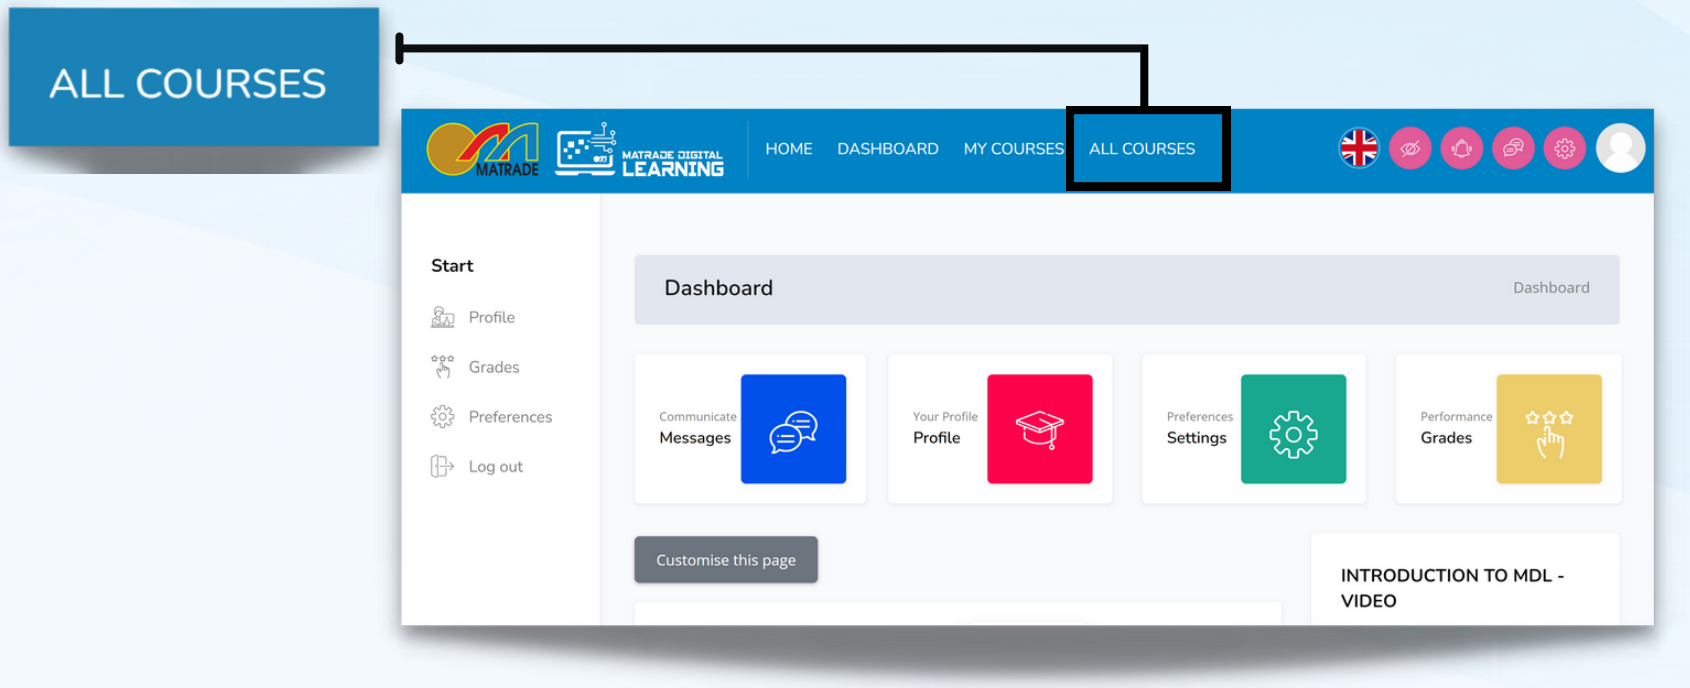 ALL COURSES
MATRADE
MATRADE DIGITAL
LEARNING
HOME DASHBOARD MY COURSES ALL COURSES
Start
Profile
Grades
Preferences
Log out
Dashboard
Dashboard
Communicate
Messages
Your Profile
Profile
Preferences
Settings
Performance
Grades
Customise this page
INTRODUCTION TO MDL -
VIDEO